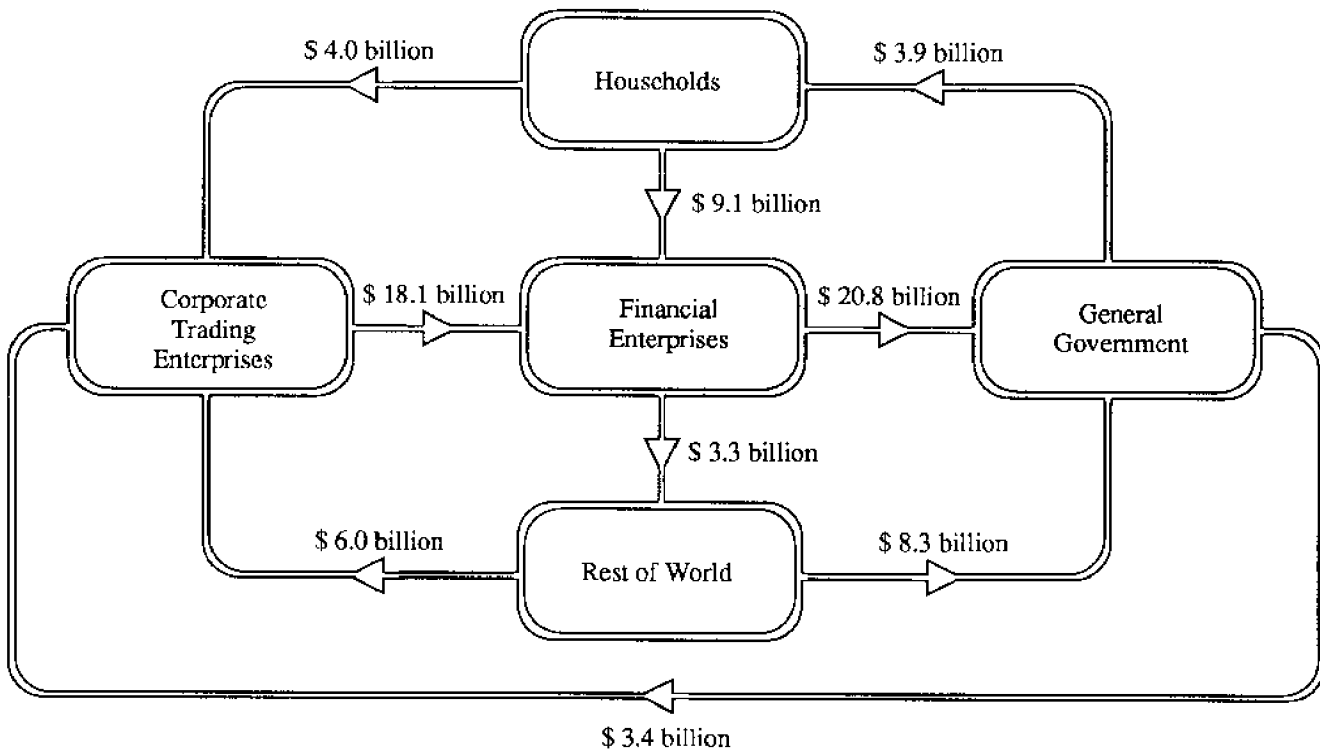 $ 4.0 billion
$ 3.9 billion
Households
$ 9.1 billion
$ 18.1 billion
$ 20.8 billion
Corporate
Trading
Enterprises
Financial
Enterprises
General
Government
$ 3.3 billion
$ 6.0 billion
$ 8.3 billion
Rest of World
$ 3.4 billion